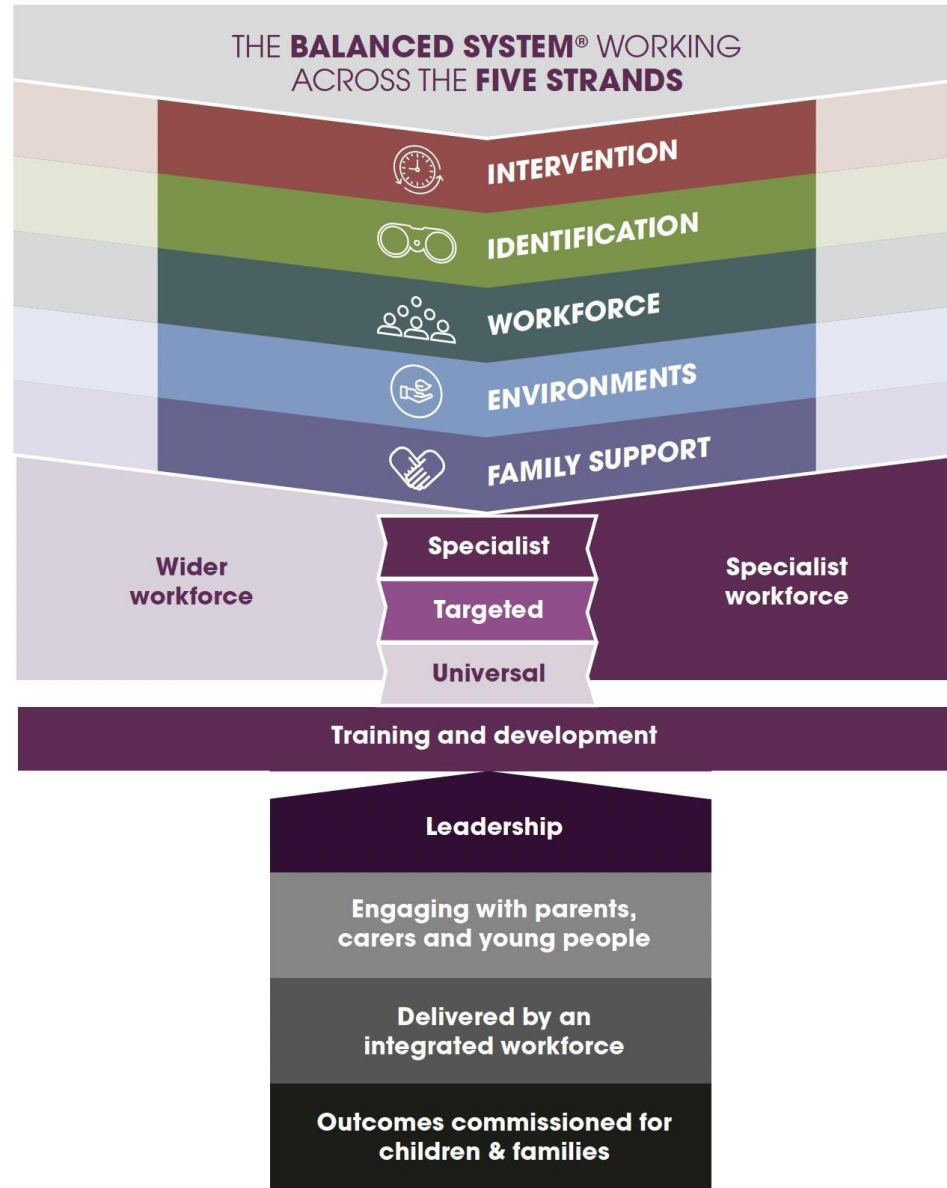 THE BALANCED SYSTEM® WORKING
ACROSS THE FIVE STRANDS
INTERVENTION
IDENTIFICATION
WORKFORCE
ENVIRONMENTS
FAMILY SUPPORT
Wider
workforce
Specialist
Targeted
Universal
Specialist
workforce
Training and development
Leadership
Engaging with parents,
carers and young people
Delivered by an
integrated workforce
Outcomes commissioned for
children & families